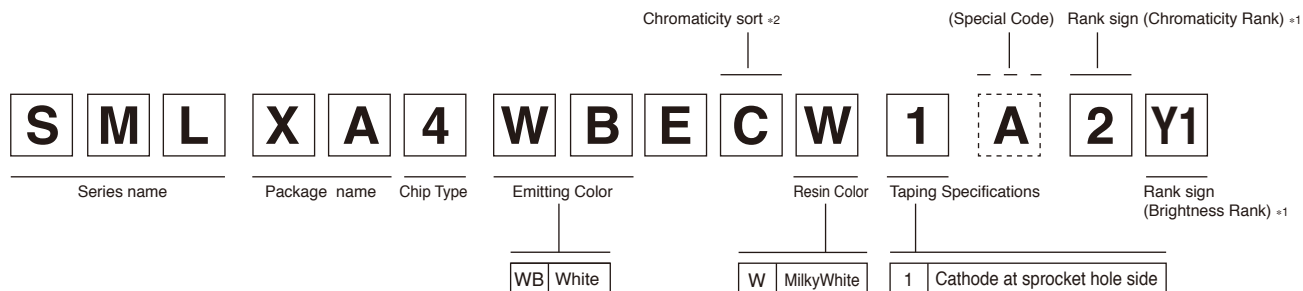 Chromaticity sort *2
(Special Code)
Rank sign (Chromaticity Rank) *1
S M L X A 4 W B E C W 1 A 2 Y1
Series name
Package name
Chip Type
Emitting Color
Resin Color
Taping Specifications
Rank sign
(Brightness Rank) *1
WB White
W MilkyWhite
1 Cathode at sprocket hole side